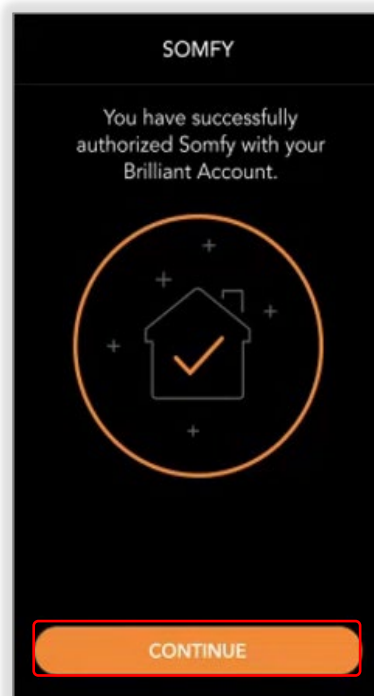 SOMFY
You have successfully
authorized Somfy with your
Brilliant Account.
CONTINUE